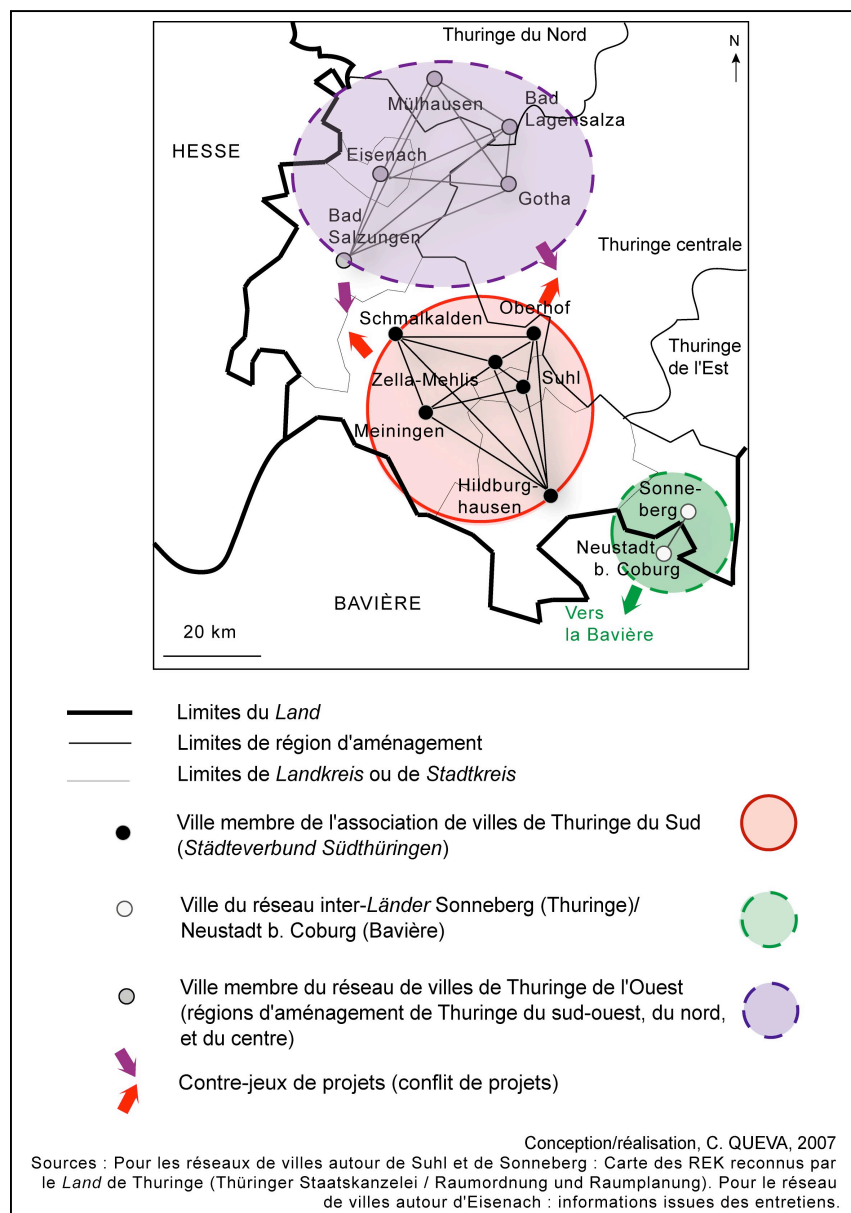 Thuringe du Nord
N
Mülhausen
Bad
Lagensalza
HESSE
Eisenach
Gotha
Bad
Salzungen
Thuringe centrale
Schmalkalden
Oberhof
Thuringe
de l'Est
Zella-Mehlis
Suhl
Meiningen
Hildburg-
hausen
Sonne-
berg
Neustadt
b. Coburg
BAVIÈRE
Vers
la Bavière
20 km
Limites du Land
Limites de région d'aménagement
Limites de Landkreis ou de Stadtkreis
Ville membre de l'association de villes de Thuringe du Sud
(Städteverbund Südthüringen)
Ville du réseau inter-Länder Sonneberg (Thuringe)/
Neustadt b. Coburg (Bavière)
Ville membre du réseau de villes de Thuringe de l'Ouest
(régions d'aménagement de Thuringe du sud-ouest, du nord,
et du centre)
Contre-jeux de projets (conflit de projets)
Conception/réalisation, C. QUEVA, 2007
Sources : Pour les réseaux de villes autour de Suhl et de Sonneberg : Carte des REK reconnus par
le Land de Thuringe (Thüringer Staatskanzelei / Raumordnung und Raumplanung). Pour le réseau
de villes autour d'Eisenach : informations issues des entretiens.